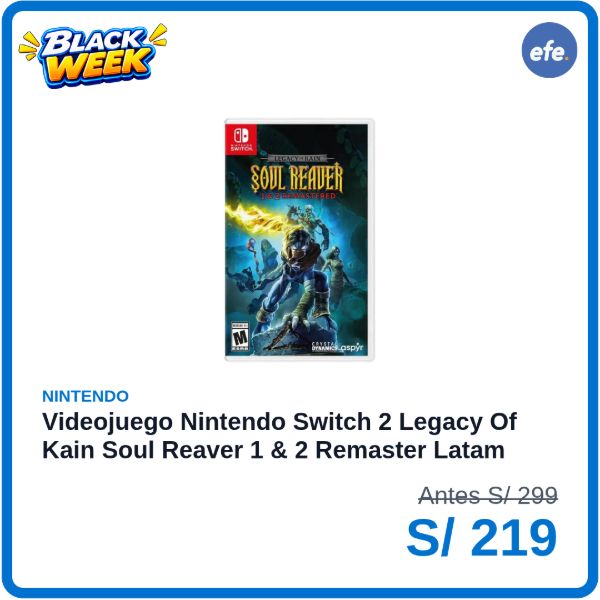 BLACK
WEEK
efe.
NINTENDO
SWITCH
LEGACY OF KAIN
SOUL REAVER
1 & 2 REMASTERED
M
CRYSTAL
DYNAMICS
aspyr
NINTENDO
Videojuego Nintendo Switch 2 Legacy Of
Kain Soul Reaver 1 & 2 Remaster Latam
Antes S/ 299
S/ 219